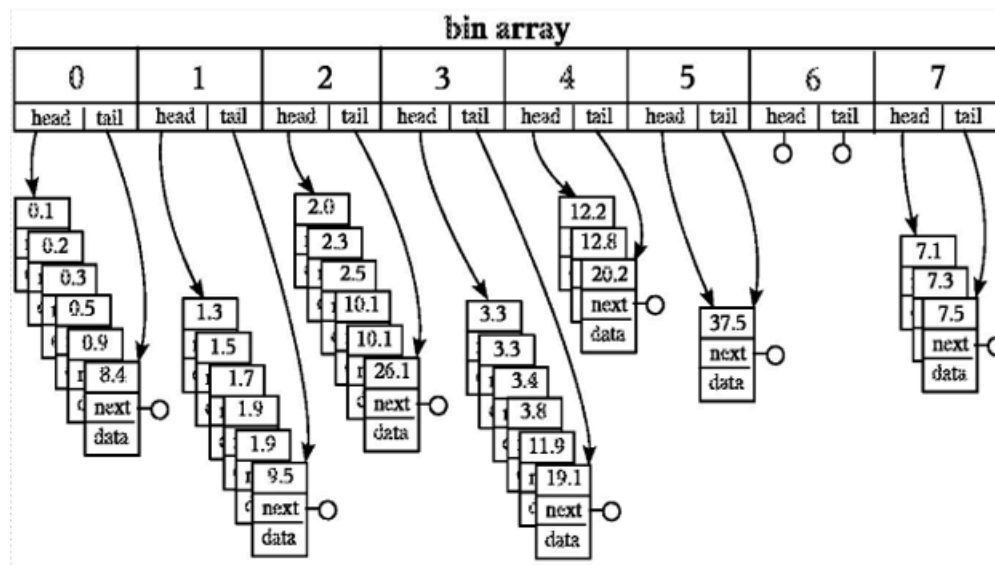 bin array
0 1 2 3 4 5 6 7
head tail head tail head tail head tail head tail head tail head tail head tail
0.1
0.2
0.3
0.5
0.9
8.4
next
data
1.3
1.5
1.7
1.9
1.9
9.5
next
data
2.0
2.3
2.5
10.1
10.1
26.1
next
data
3.3
3.3
3.4
3.8
11.9
19.1
next
data
12.2
12.8
20.2
next
data
37.5
next
data
7.1
7.3
7.5
next
data